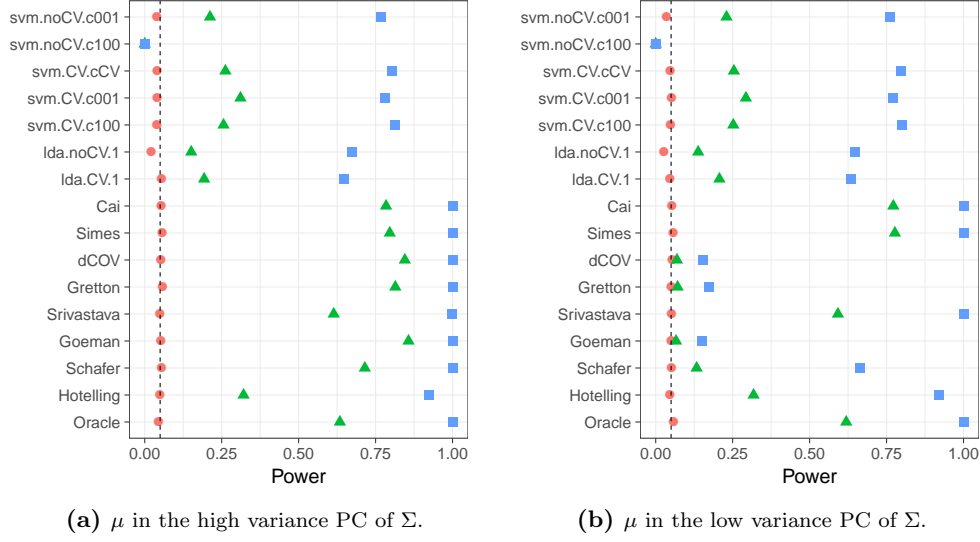 svm.noCV.c001
svm.noCV.c100
svm.CV.cCV
svm.CV.c001
svm.CV.c100
lda.noCV.1
lda.CV.1
Cai
Simes
dCOV
Gretton
Srivastava
Goeman
Schafer
Hotelling
Oracle
0.00 0.25 0.50 0.75 1.00
Power
(a) μ in the high variance PC of Σ.
svm.noCV.c001
svm.noCV.c100
svm.CV.cCV
svm.CV.c001
svm.CV.c100
lda.noCV.1
lda.CV.1
Cai
Simes
dCOV
Gretton
Srivastava
Goeman
Schafer
Hotelling
Oracle
0.00 0.25 0.50 0.75 1.00
Power
(b) μ in the low variance PC of Σ.